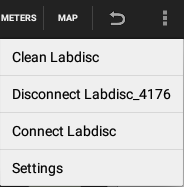 METERS MAP
Clean Labdisc
Disconnect Labdisc_4176
Connect Labdisc
Settings